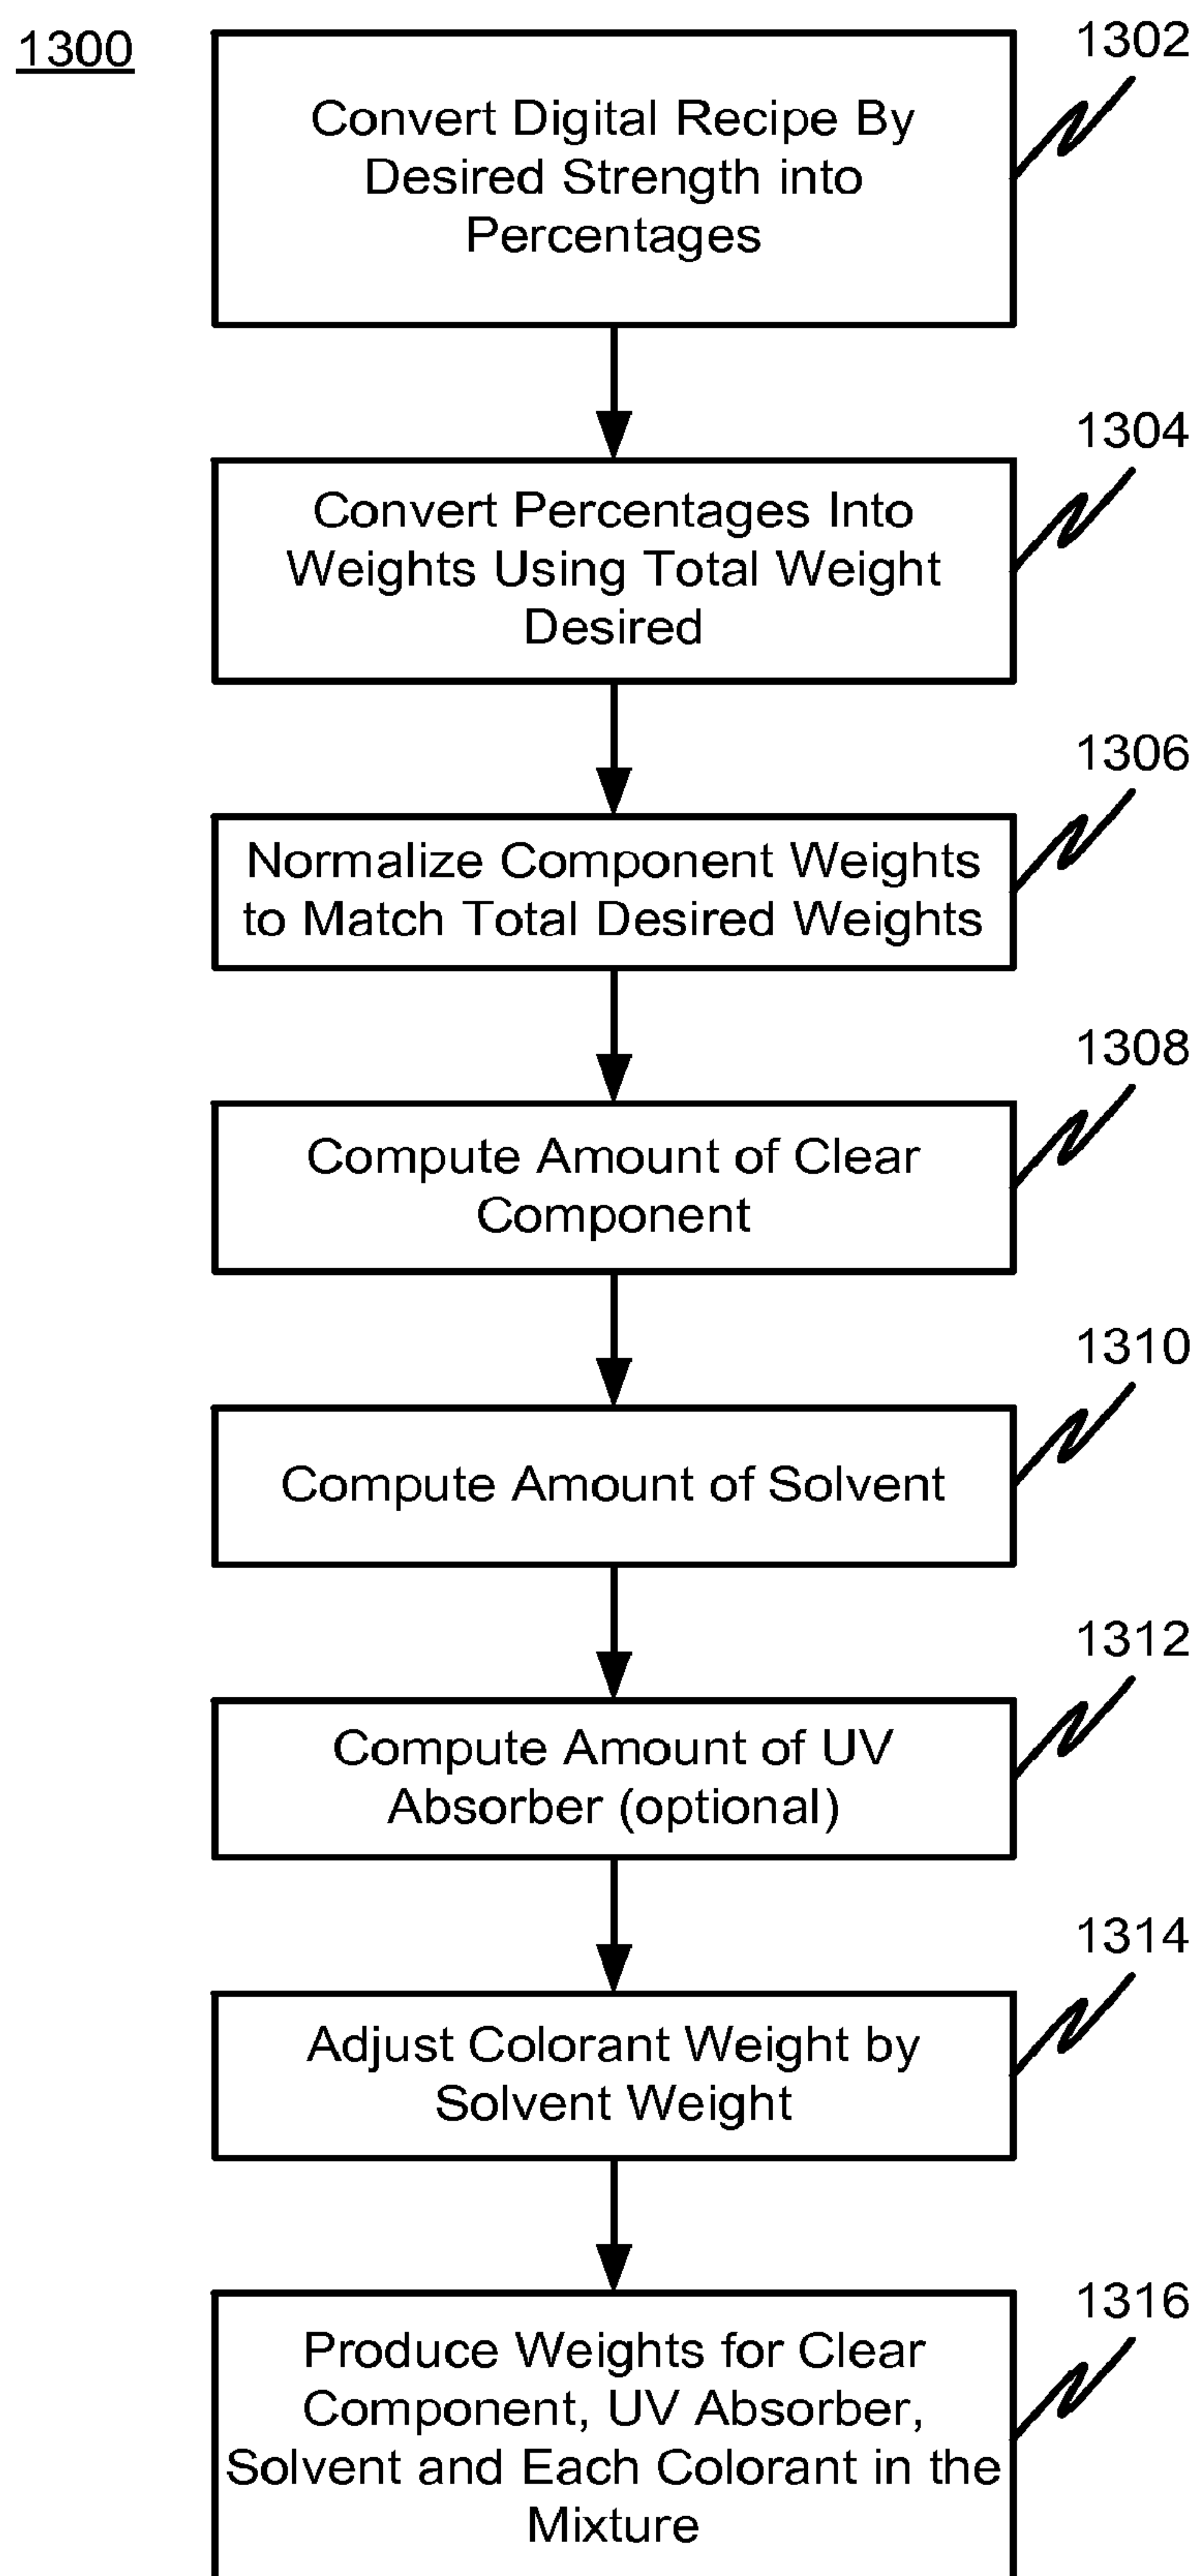 1300
1302
Convert Digital Recipe By
Desired Strength into
Percentages
1304
Convert Percentages Into
Weights Using Total Weight
Desired
1306
Normalize Component Weights
to Match Total Desired Weights
1308
Compute Amount of Clear
Component
1310
Compute Amount of Solvent
1312
Compute Amount of UV
Absorber (optional)
1314
Adjust Colorant Weight by
Solvent Weight
1316
Produce Weights for Clear
Component, UV Absorber,
Solvent and Each Colorant in the
Mixture